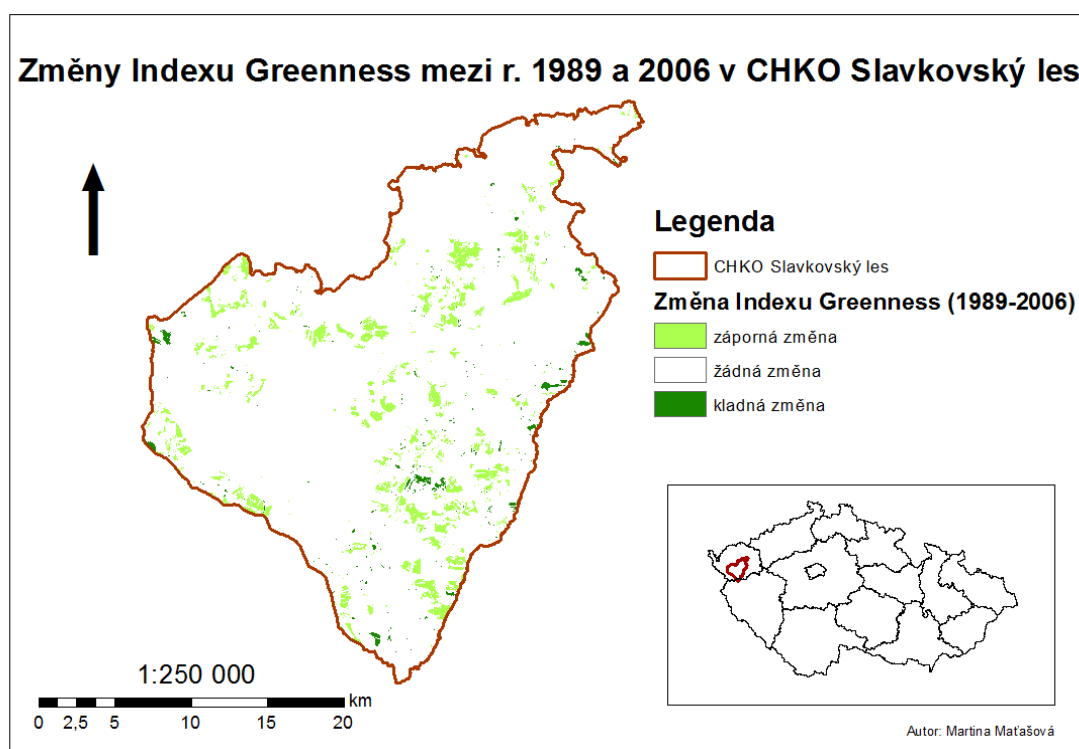 Změny Indexu Greenness mezi r. 1989 a 2006 v CHKO Slavkovský les
Legenda
CHKO Slavkovský les
Změna Indexu Greenness (1989-2006)
záporná změna
žádná změna
kladná změna
1:250 000
km
0 2,5 5 10 15 20
Autor: Martina Maťašová